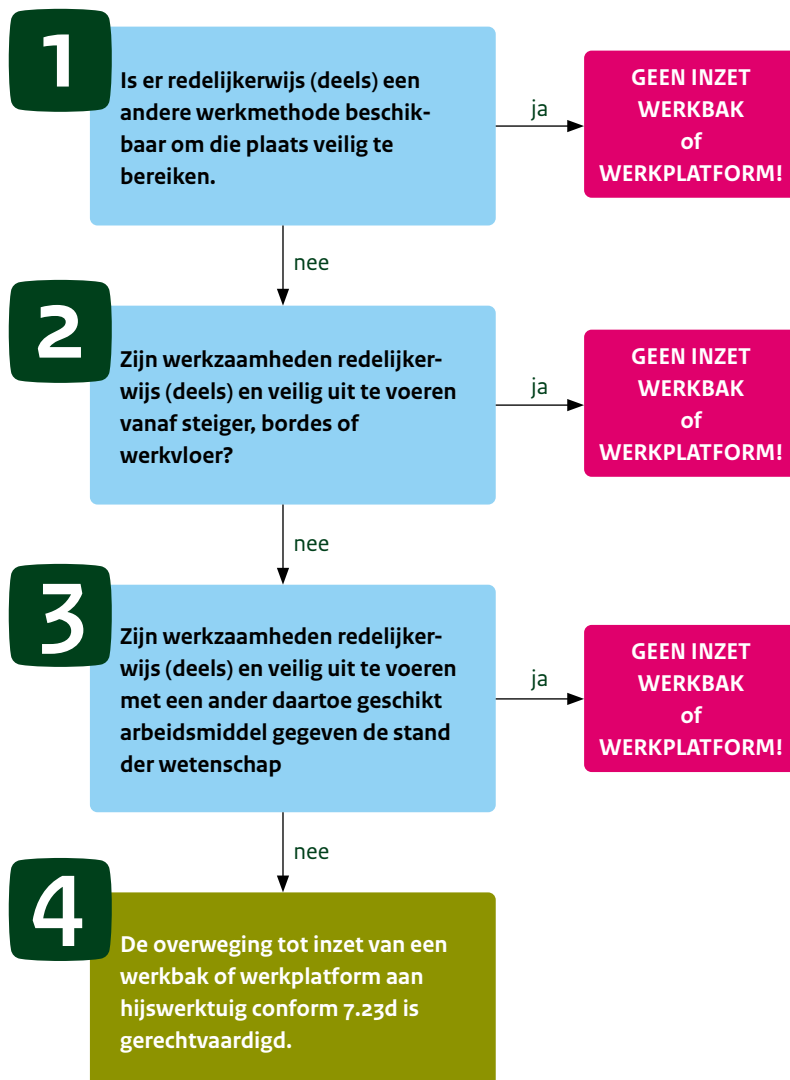 1
Is er redelijkerwijs (deels) een
andere werkmethode beschik-
baar om die plaats veilig te
bereiken.
ja
GEEN INZET
WERKBAK
of
WERKPLATFORM!
nee
2
Zijn werkzaamheden redelijker-
wijs (deels) en veilig uit te voeren
vanaf steiger, bordes of
werkvloer?
ja
GEEN INZET
WERKBAK
of
WERKPLATFORM!
nee
3
Zijn werkzaamheden redelijker-
wijs (deels) en veilig uit te voeren
met een ander daartoe geschikt
arbeidsmiddel gegeven de stand
der wetenschap
ja
GEEN INZET
WERKBAK
of
WERKPLATFORM!
nee
4
De overweging tot inzet van een
werkbak of werkplatform aan
hijswerktuig conform 7.23d is
gerechtvaardigd.